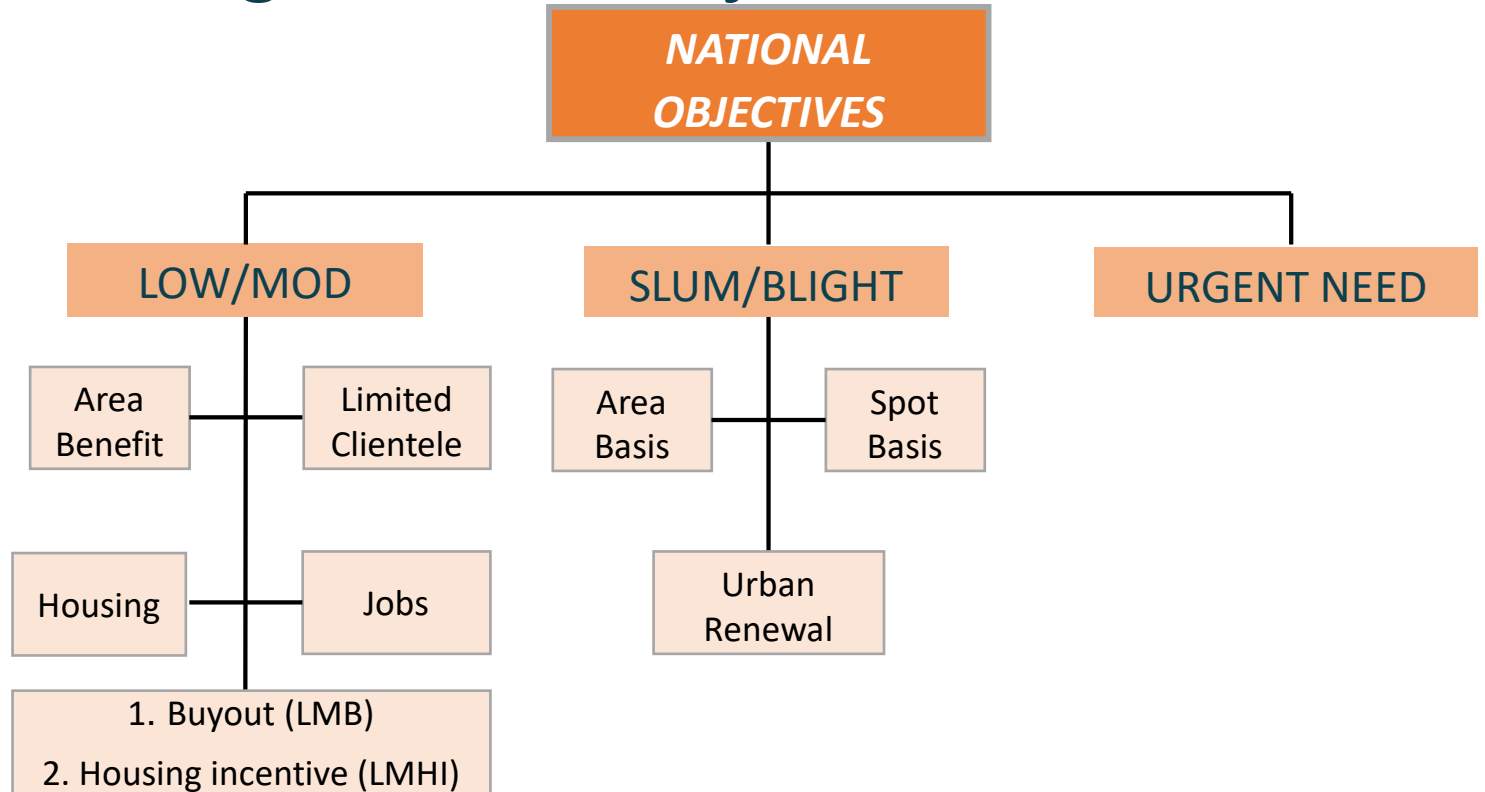 NATIONAL
OBJECTIVES
LOW/MOD
SLUM/BLIGHT
URGENT NEED
Area
Benefit
Limited
Clientele
Area
Basis
Spot
Basis
Housing
Jobs
Urban
Renewal
1. Buyout (LMB)
2. Housing incentive (LMHI)